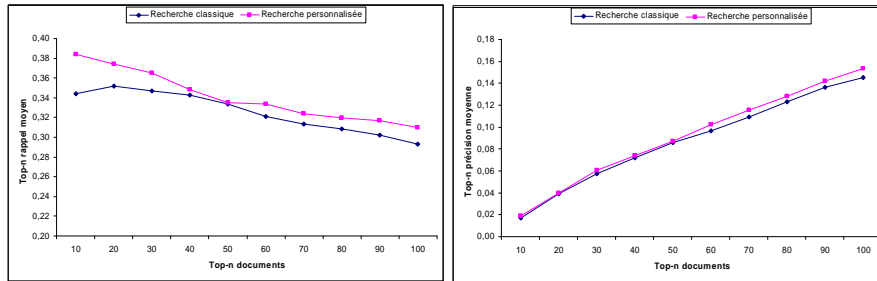 Recherche classique Recherche personnalisée
Top-n rappel moyen
0,40
0,38
0,36
0,34
0,32
0,30
0,28
0,26
0,24
0,22
0,20
10 20 30 40 50 60 70 80 90 100
Top-n documents
Recherche classique Recherche personnalisée
Top-n précision moyenne
0,18
0,16
0,14
0,12
0,10
0,08
0,06
0,04
0,02
0,00
10 20 30 40 50 60 70 80 90 100
Top-n documents